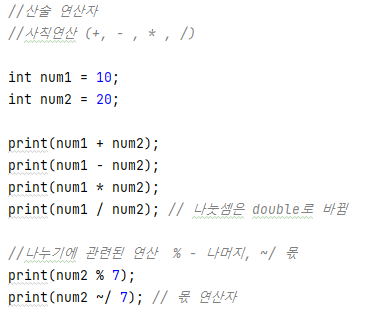 //산술 연산자
//사칙연산 (+, - , * , /)
int num1 = 10;
int num2 = 20;
print(num1 + num2);
print(num1 - num2);
print(num1 * num2);
print(num1 / num2); // 나눗셈은 double로 바뀜
//나누기에 관련된 연산  % - 나머지, ~/ 몫
print(num2 % 7);
print(num2 ~/ 7); // 몫 연산자